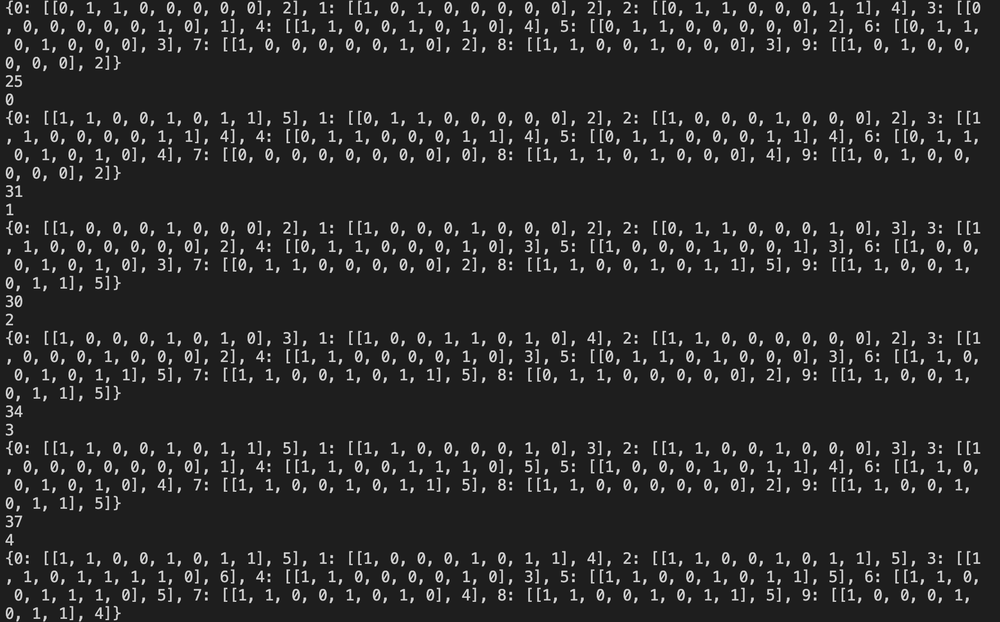 {0: [[0, 1, 1, 0, 0, 0, 0, 0], 2], 1: [[1, 0, 1, 0, 0, 0, 0, 0], 2], 2: [[0, 1, 1, 0, 0, 0, 1, 1], 4], 3: [[0
, 0, 0, 0, 0, 0, 1, 0], 1], 4: [[1, 1, 0, 0, 1, 0, 1, 0], 4], 5: [[0, 1, 1, 0, 0, 0, 0, 0], 2], 6: [[0, 1, 1,
 0, 1, 0, 0, 0], 3], 7: [[1, 0, 0, 0, 0, 0, 1, 0], 2], 8: [[1, 1, 0, 0, 1, 0, 0, 0], 3], 9: [[1, 0, 1, 0, 0,
0, 0, 0], 2]}
25
0
{0: [[1, 1, 0, 0, 1, 0, 1, 1], 5], 1: [[0, 1, 1, 0, 0, 0, 0, 0], 2], 2: [[1, 0, 0, 0, 1, 0, 0, 0], 2], 3: [[1
, 1, 0, 0, 0, 0, 1, 1], 4], 4: [[0, 1, 1, 0, 0, 0, 1, 1], 4], 5: [[0, 1, 1, 0, 0, 0, 1, 1], 4], 6: [[0, 1, 1,
 0, 1, 0, 1, 0], 4], 7: [[0, 0, 0, 0, 0, 0, 0, 0], 0], 8: [[1, 1, 1, 0, 1, 0, 0, 0], 4], 9: [[1, 0, 1, 0, 0,
0, 0, 0], 2]}
31
1
{0: [[1, 0, 0, 0, 1, 0, 0, 0], 2], 1: [[1, 0, 0, 0, 1, 0, 0, 0], 2], 2: [[0, 1, 1, 0, 0, 0, 1, 0], 3], 3: [[1
, 1, 0, 0, 0, 0, 0, 0], 2], 4: [[0, 1, 1, 0, 0, 0, 1, 0], 3], 5: [[1, 0, 0, 0, 1, 0, 0, 1], 3], 6: [[1, 0, 0,
 0, 1, 0, 1, 0], 3], 7: [[0, 1, 1, 0, 0, 0, 0, 0], 2], 8: [[1, 1, 0, 0, 1, 0, 1, 1], 5], 9: [[1, 1, 0, 0, 1,
0, 1, 1], 5]}
30
2
{0: [[1, 0, 0, 0, 1, 0, 1, 0], 3], 1: [[1, 0, 0, 1, 1, 0, 1, 0], 4], 2: [[1, 1, 0, 0, 0, 0, 0, 0], 2], 3: [[1
, 0, 0, 0, 1, 0, 0, 0], 2], 4: [[1, 1, 0, 0, 0, 0, 1, 0], 3], 5: [[0, 1, 1, 0, 1, 0, 0, 0], 3], 6: [[1, 1, 0,
 0, 1, 0, 1, 1], 5], 7: [[1, 1, 0, 0, 1, 0, 1, 1], 5], 8: [[0, 1, 1, 0, 0, 0, 0, 0], 2], 9: [[1, 1, 0, 0, 1,
0, 1, 1], 5]}
34
3
{0: [[1, 1, 0, 0, 1, 0, 1, 1], 5], 1: [[1, 1, 0, 0, 0, 0, 1, 0], 3], 2: [[1, 1, 0, 0, 1, 0, 0, 0], 3], 3: [[1
, 0, 0, 0, 0, 0, 0, 0], 1], 4: [[1, 1, 0, 0, 1, 1, 1, 0], 5], 5: [[1, 0, 0, 0, 1, 0, 1, 1], 4], 6: [[1, 1, 0,
 0, 1, 0, 1, 0], 4], 7: [[1, 1, 0, 0, 1, 0, 1, 1], 5], 8: [[1, 1, 0, 0, 0, 0, 0, 0], 2], 9: [[1, 1, 0, 0, 1,
0, 1, 1], 5]}
37
4
{0: [[1, 1, 0, 0, 1, 0, 1, 1], 5], 1: [[1, 0, 0, 0, 1, 0, 1, 1], 4], 2: [[1, 1, 0, 0, 1, 0, 1, 1], 5], 3: [[1
, 1, 0, 1, 1, 1, 1, 0], 6], 4: [[1, 1, 0, 0, 0, 0, 1, 0], 3], 5: [[1, 1, 0, 0, 1, 0, 1, 1], 5], 6: [[1, 1, 0,
 0, 1, 1, 1, 0], 5], 7: [[1, 1, 0, 0, 1, 0, 1, 0], 4], 8: [[1, 1, 0, 0, 1, 0, 1, 1], 5], 9: [[1, 0, 0, 0, 1,
0, 1, 1], 4]}